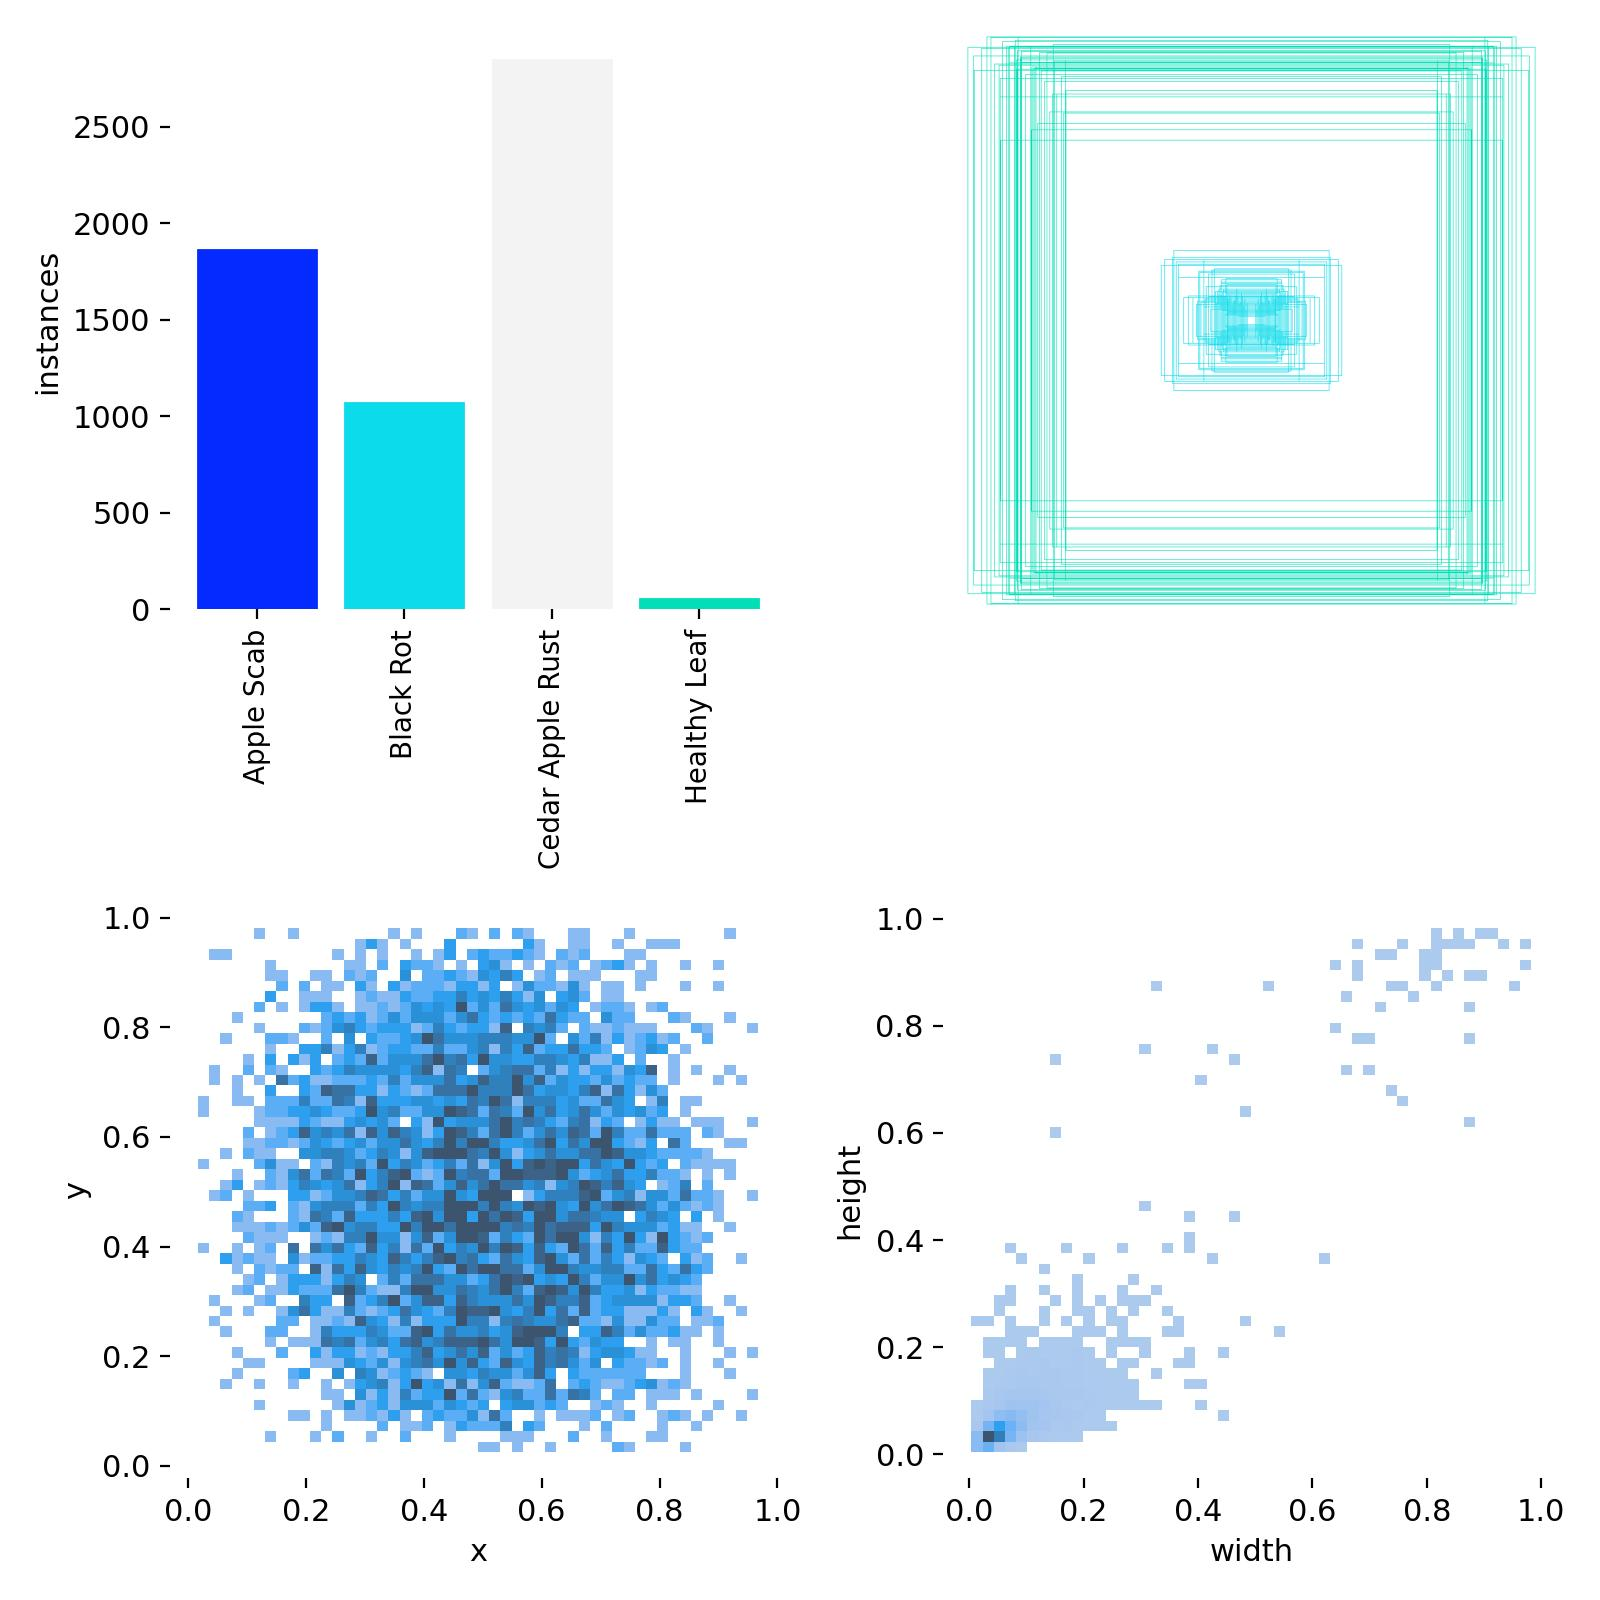 instances
2500
2000
1500
1000
500
0
Apple Scab
Black Rot
Cedar Apple Rust
Healthy Leaf
y
1.0
0.8
0.6
0.4
0.2
0.0
0.0 0.2 0.4 0.6 0.8 1.0
x
height
1.0
0.8
0.6
0.4
0.2
0.0
0.0 0.2 0.4 0.6 0.8 1.0
width